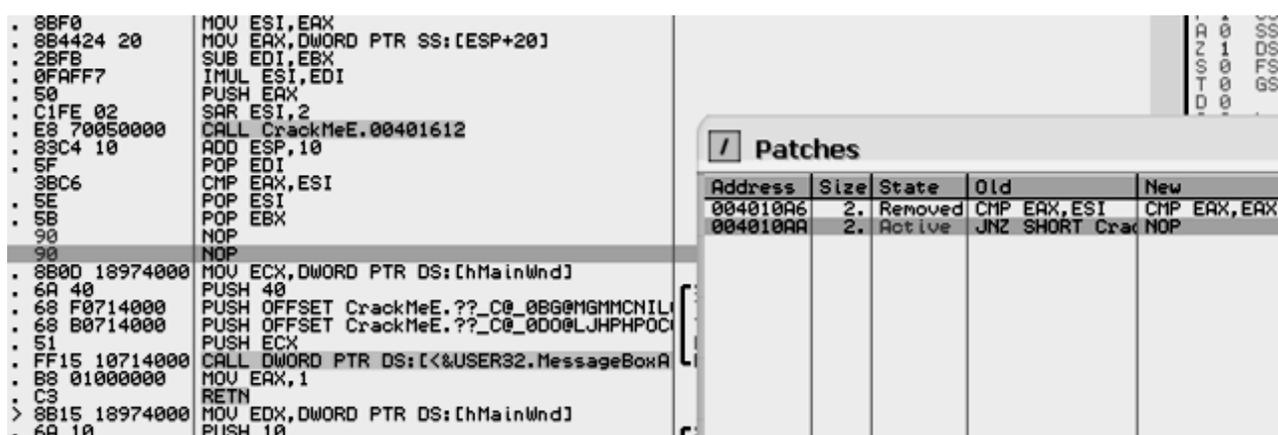 . 8BF0 MOV ESI,EAX
. 8B4424 20 MOV EAX,DWORD PTR SS:[ESP+20]
. 2BFB SUB EDI,EBX
. 0FAFF7 IMUL ESI,EDI
. 50 PUSH EAX
. C1FE 02 SAR ESI,2
. E8 70050000 CALL CrackMeE.00401612
. 83C4 10 ADD ESP,10
. 5F POP EDI
3BC6 CMP EAX,ESI
. 5E POP ESI
. 5B POP EBX
90 NOP
90 NOP
. 8B0D 18974000 MOV ECX,DWORD PTR DS:[hMainWnd]
. 6A 40 PUSH 40
. 68 F0714000 PUSH OFFSET CrackMeE.??_C@_0BG@MGMMCNIL
. 68 B0714000 PUSH OFFSET CrackMeE.??_C@_0DO@LJHPHPOC
. 51 PUSH ECX
. FF15 10714000 CALL DWORD PTR DS:[<&USER32.MessageBoxA
. B8 01000000 MOV EAX,1
. C3 RETN
> 8B15 18974000 MOV EDX,DWORD PTR DS:[hMainWnd]
. 6A 10 PUSH 10
A 0 SS
Z 1 DS
S 0 FS
T 0 GS
D 0
/ Patches
Address Size State Old New
004010A6 2. Removed CMP EAX,ESI CMP EAX,EAX
004010AA 2. Active JNZ SHORT Crac NOP